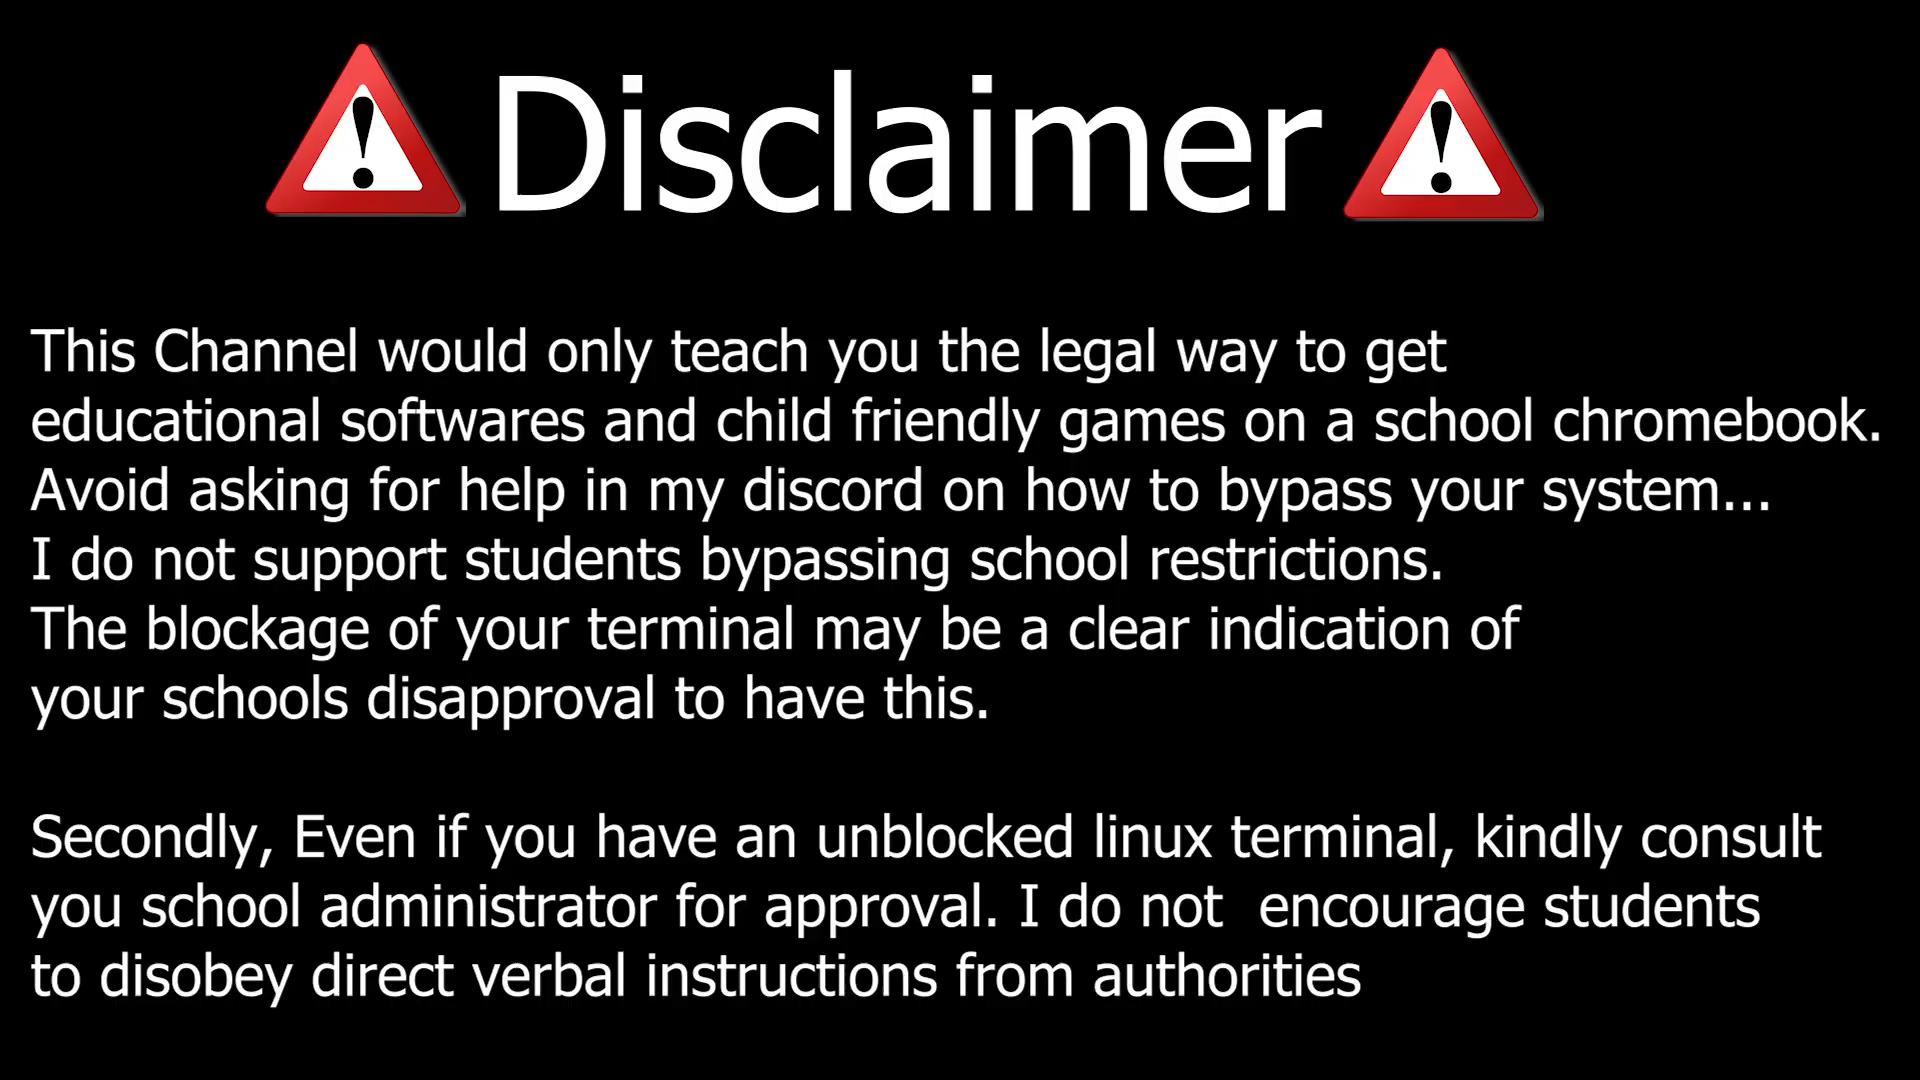 Disclaimer
This Channel would only teach you the legal way to get
educational softwares and child friendly games on a school chromebook.
Avoid asking for help in my discord on how to bypass your system...
I do not support students bypassing school restrictions.
The blockage of your terminal may be a clear indication of
your schools disapproval to have this.
Secondly, Even if you have an unblocked linux terminal, kindly consult
you school administrator for approval. I do not  encourage students
to disobey direct verbal instructions from authorities